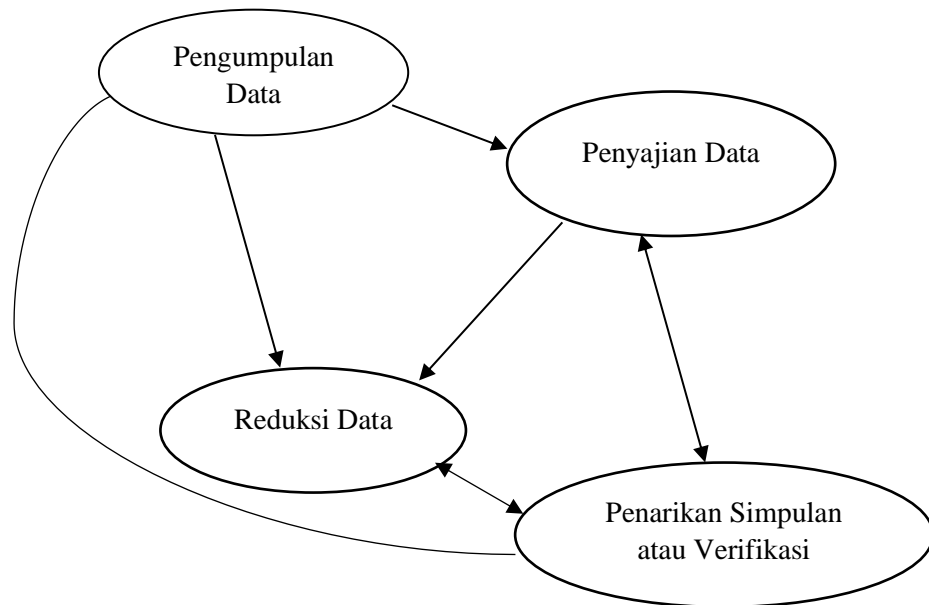 Pengumpulan
Data
Penyajian Data
Reduksi Data
Penarikan Simpulan
atau Verifikasi